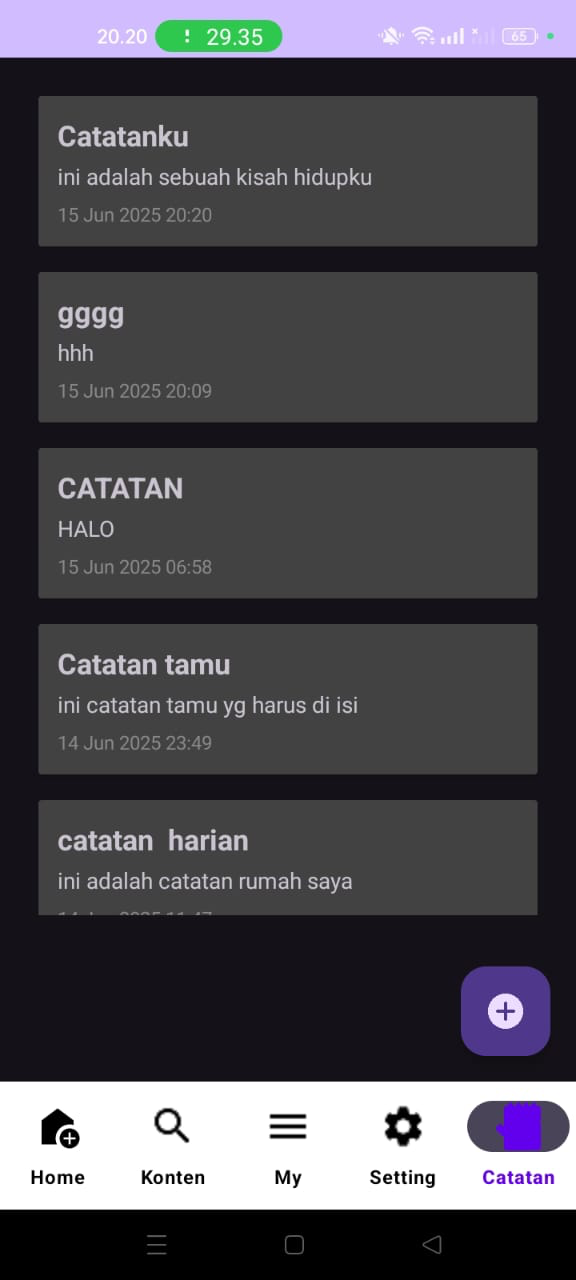 20.20
29.35
65
Catatanku
ini adalah sebuah kisah hidupku
15 Jun 2025 20:20
gggg
hhh
15 Jun 2025 20:09
CATATAN
HALO
15 Jun 2025 06:58
Catatan tamu
ini catatan tamu yg harus di isi
14 Jun 2025 23:49
catatan  harian
ini adalah catatan rumah saya
Home
Konten
My
Setting
Catatan